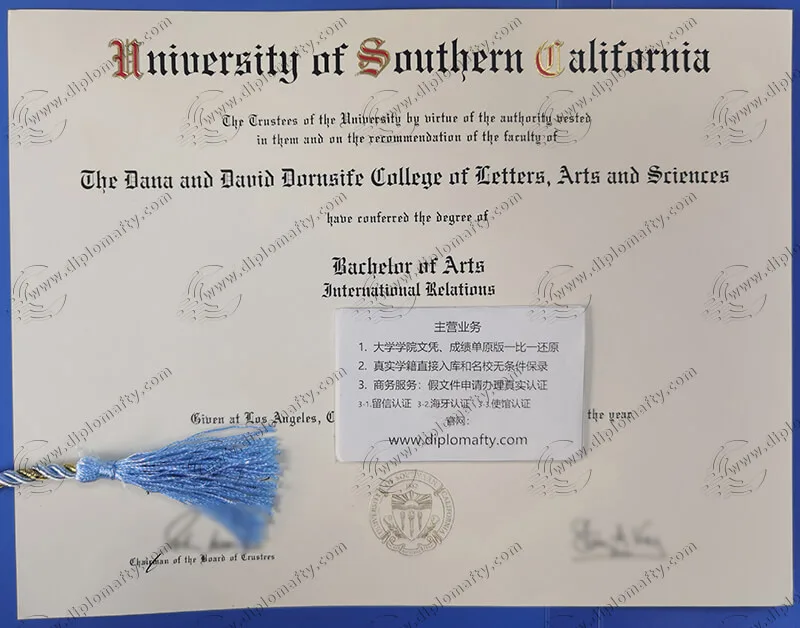 University of Southern California
The Trustees of the University by virtue of the authority vested
in them and on the recommendation of the faculty of
The Dana and David Dornsife College of Letters, Arts and Sciences
have conferred the degree of
Bachelor of Arts
International Relations
主营业务
1. 大学学院文凭、成绩单原版一比一还原
2. 真实学籍直接入库和名校无条件保录
3. 商务服务：假文件申请办理真实认证
3-1.留信认证 3-2.海牙认证 3-3.使馆认证
官网：
www.diplomafty.com
Given at Los Angeles, C
the year
Chairman of the Board of Trustees
www.diplomafty.com